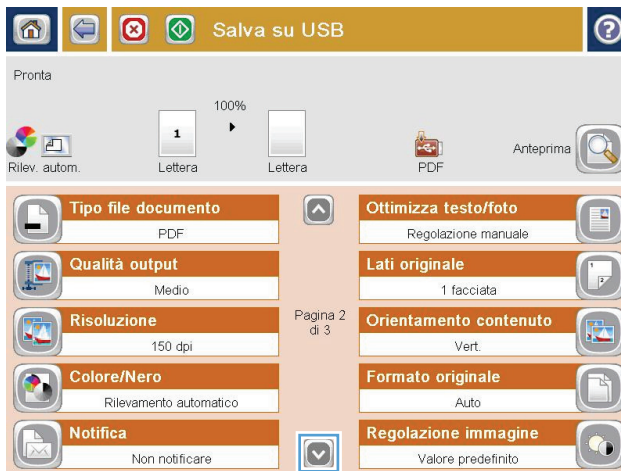 Salva su USB
?
Pronta
100%
1
Rilev. autom.
Lettera
Lettera
PDF
Anteprima
Tipo file documento
PDF
Qualità output
Medio
Risoluzione
150 dpi
Colore/Nero
Rilevamento automatico
Notifica
Non notificare
Pagina 2
di 3
Ottimizza testo/foto
Regolazione manuale
Lati originale
1 facciata
1
2
Orientamento contenuto
Vert.
Formato originale
Auto
Regolazione immagine
Valore predefinito